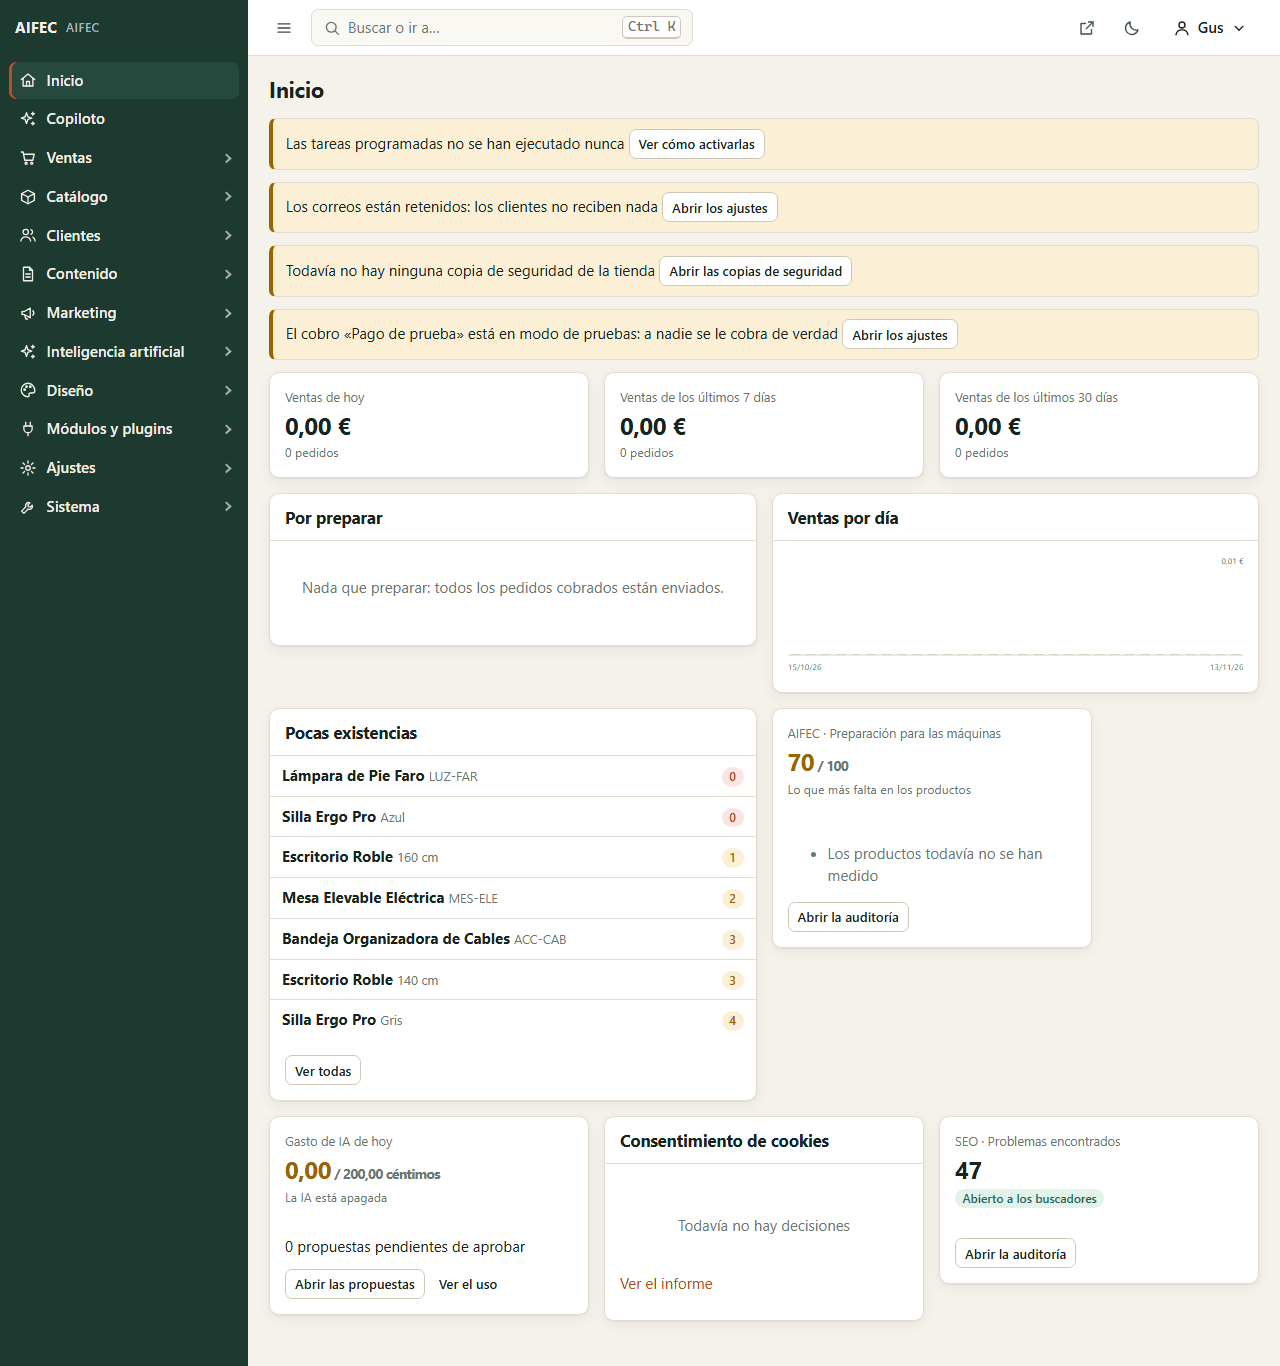 AIFEC AIFEC
Buscar o ir a...
Ctrl K
Gus
Inicio
Copiloto
Ventas
Catálogo
Clientes
Contenido
Marketing
Inteligencia artificial
Diseño
Módulos y plugins
Ajustes
Sistema
Inicio
Las tareas programadas no se han ejecutado nunca Ver cómo activarlas
Los correos están retenidos: los clientes no reciben nada Abrir los ajustes
Todavía no hay ninguna copia de seguridad de la tienda Abrir las copias de seguridad
El cobro «Pago de prueba» está en modo de pruebas: a nadie se le cobra de verdad Abrir los ajustes
Ventas de hoy
0,00 €
0 pedidos
Ventas de los últimos 7 días
0,00 €
0 pedidos
Ventas de los últimos 30 días
0,00 €
0 pedidos
Por preparar
Nada que preparar: todos los pedidos cobrados están enviados.
Ventas por día
0,01 €
15/10/26
13/11/26
Pocas existencias
Lámpara de Pie Faro LUZ-FAR 0
Silla Ergo Pro Azul 0
Escritorio Roble 160 cm 1
Mesa Elevable Eléctrica MES-ELE 2
Bandeja Organizadora de Cables ACC-CAB 3
Escritorio Roble 140 cm 3
Silla Ergo Pro Gris 4
Ver todas
AIFEC · Preparación para las máquinas
70 / 100
Lo que más falta en los productos
• Los productos todavía no se han
medido
Abrir la auditoría
Gasto de IA de hoy
0,00 / 200,00 céntimos
La IA está apagada
0 propuestas pendientes de aprobar
Abrir las propuestas Ver el uso
Consentimiento de cookies
Todavía no hay decisiones
Ver el informe
SEO · Problemas encontrados
47
Abierto a los buscadores
Abrir la auditoría